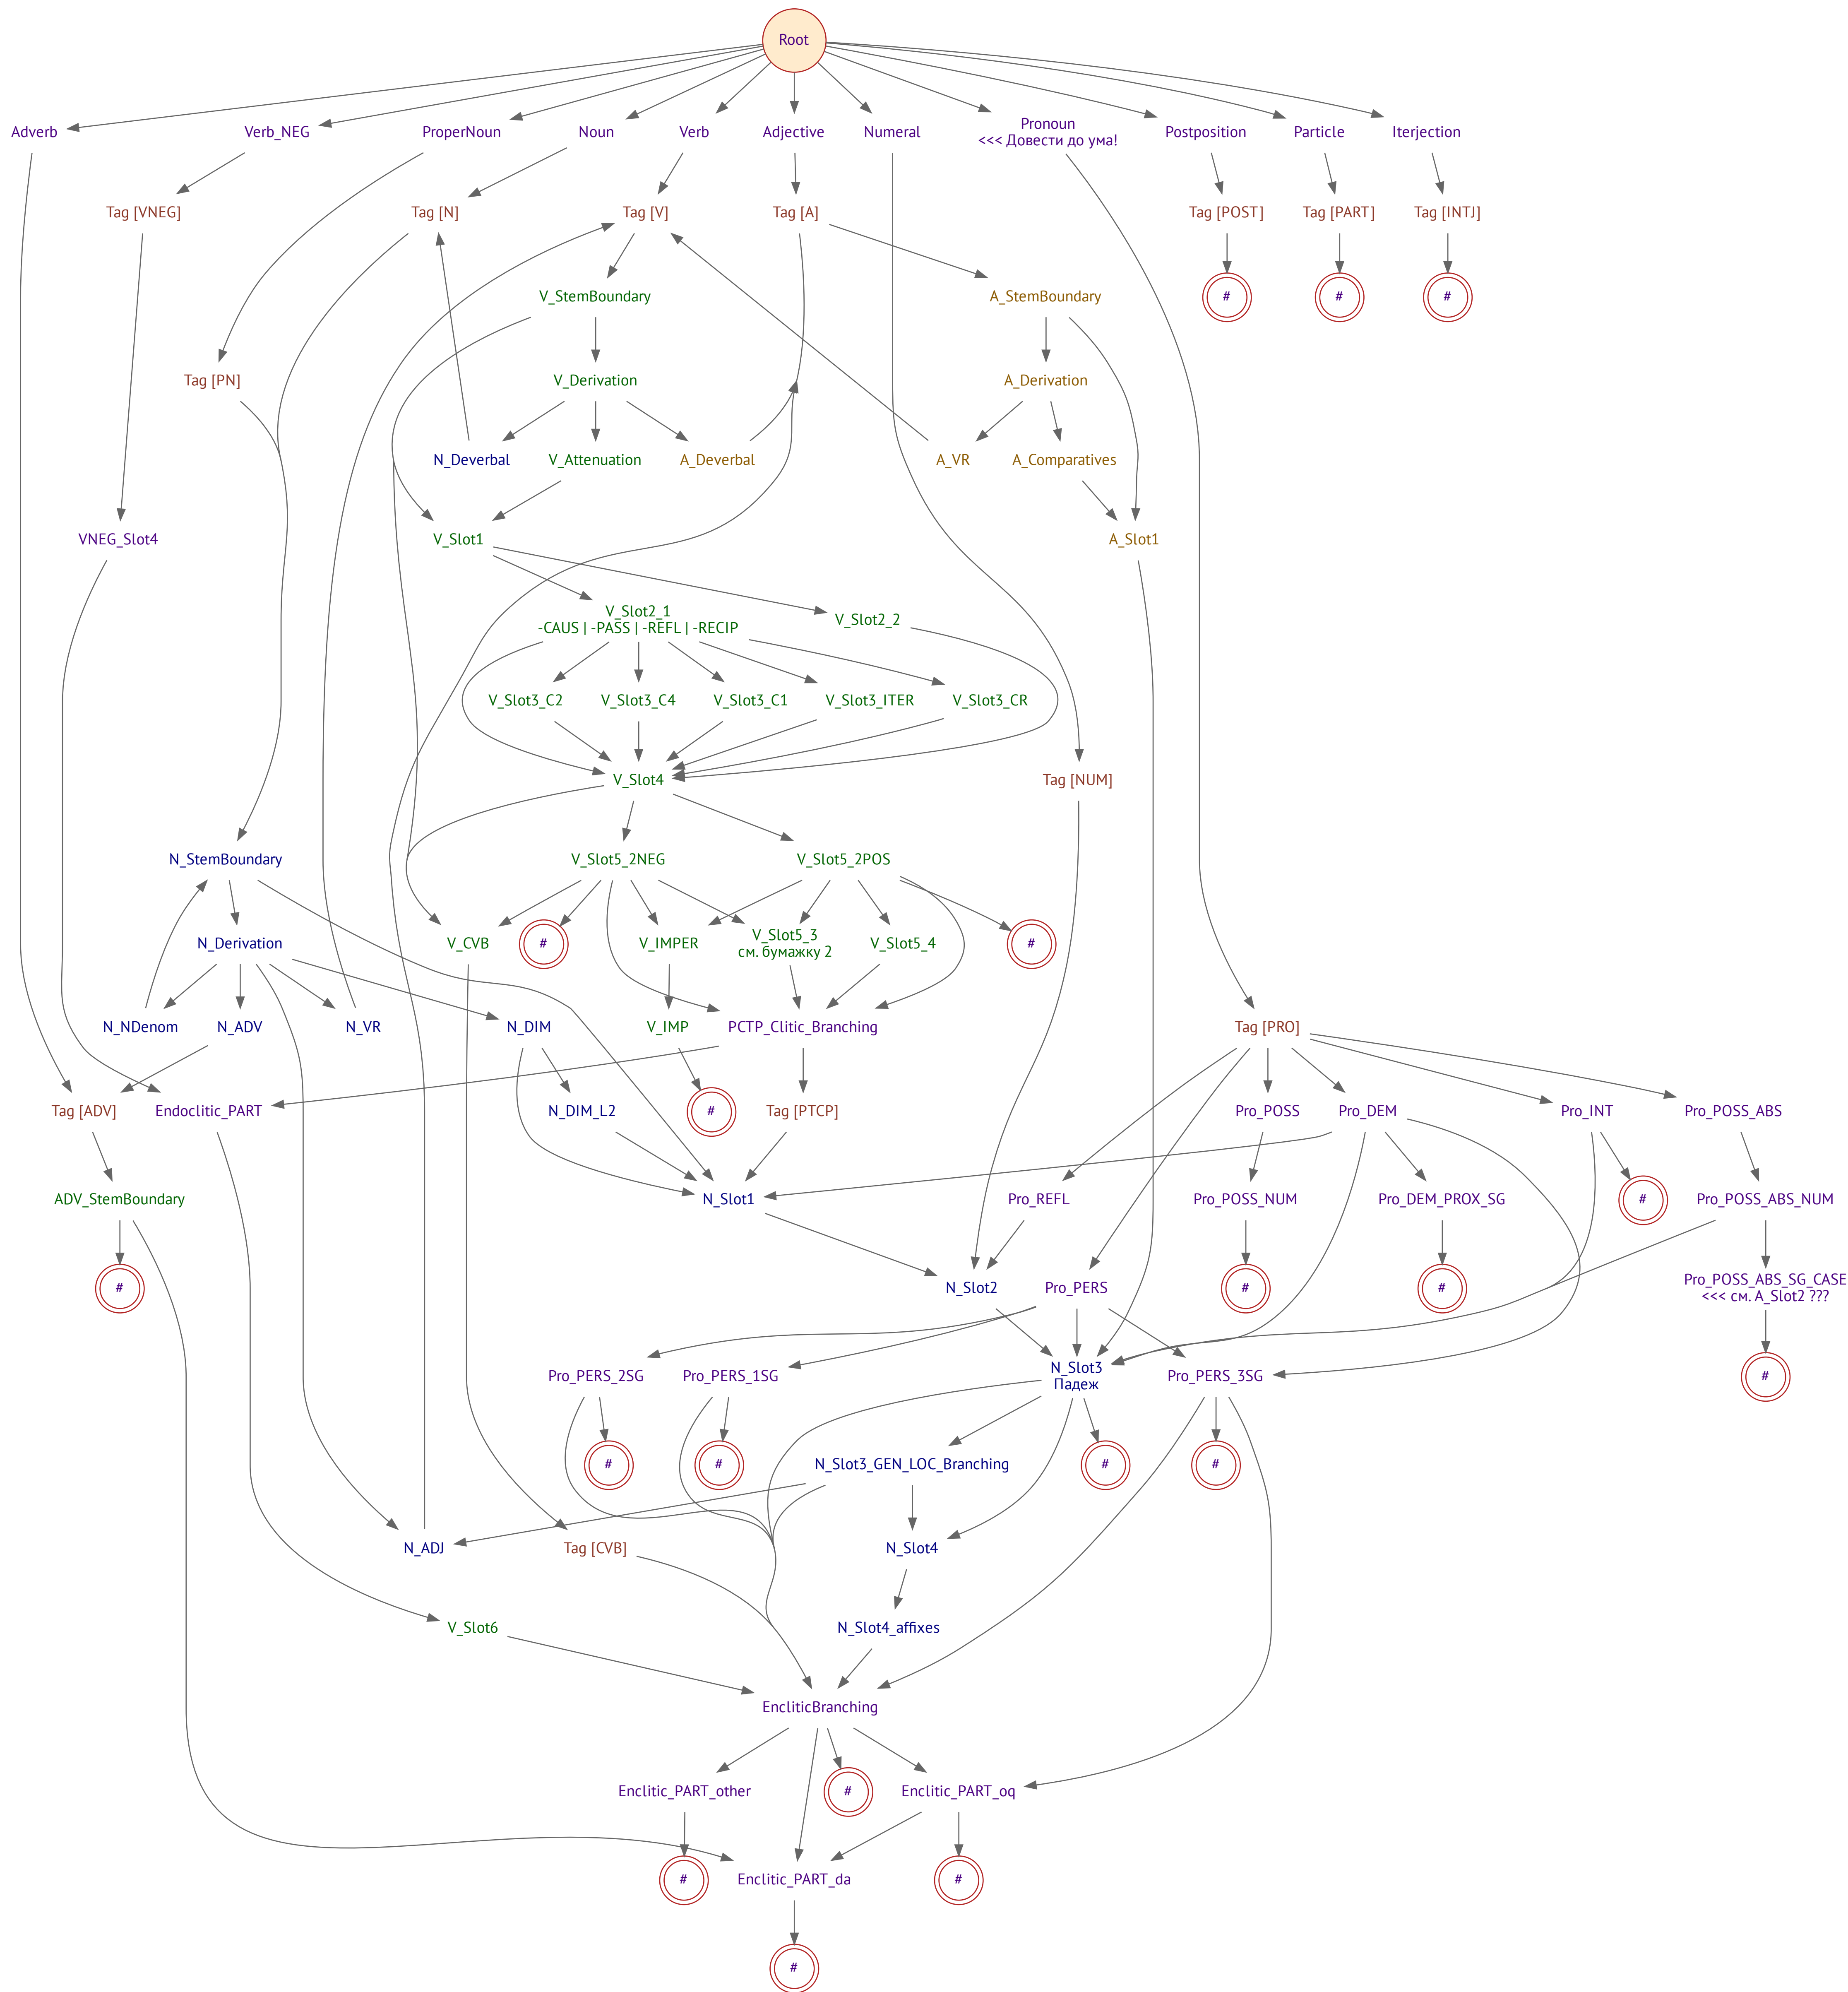 Root
Adverb
Verb_NEG
ProperNoun
Noun
Verb
Adjective
Numeral
Pronoun
<<< Довести до ума!
Postposition
Particle
Iterjection
Tag [VNEG]
Tag [N]
Tag [V]
Tag [A]
Tag [POST]
Tag [PART]
Tag [INTJ]
V_StemBoundary
A_StemBoundary
#
#
#
Tag [PN]
V_Derivation
A_Derivation
N_Deverbal
V_Attenuation
A_Deverbal
A_VR
A_Comparatives
VNEG_Slot4
V_Slot1
A_Slot1
V_Slot2_1
-CAUS | -PASS | -REFL | -RECIP
V_Slot2_2
V_Slot3_C2
V_Slot3_C4
V_Slot3_C1
V_Slot3_ITER
V_Slot3_CR
V_Slot4
Tag [NUM]
N_StemBoundary
V_Slot5_2NEG
V_Slot5_2POS
N_Derivation
V_CVB
#
V_IMPER
V_Slot5_3
см. бумажку 2
V_Slot5_4
#
N_NDenom
N_ADV
N_VR
N_DIM
V_IMP
PCTP_Clitic_Branching
Tag [PRO]
Tag [ADV]
Endoclitic_PART
N_DIM_L2
#
Tag [PTCP]
Pro_POSS
Pro_DEM
Pro_INT
Pro_POSS_ABS
ADV_StemBoundary
N_Slot1
Pro_REFL
Pro_POSS_NUM
Pro_DEM_PROX_SG
#
Pro_POSS_ABS_NUM
#
N_Slot2
Pro_PERS
#
#
Pro_POSS_ABS_SG_CASE
<<< см. A_Slot2 ???
Pro_PERS_2SG
Pro_PERS_1SG
N_Slot3
Падеж
Pro_PERS_3SG
#
#
#
N_Slot3_GEN_LOC_Branching
#
#
N_ADJ
Tag [CVB]
N_Slot4
V_Slot6
N_Slot4_affixes
EncliticBranching
Enclitic_PART_other
#
Enclitic_PART_oq
#
Enclitic_PART_da
#
#